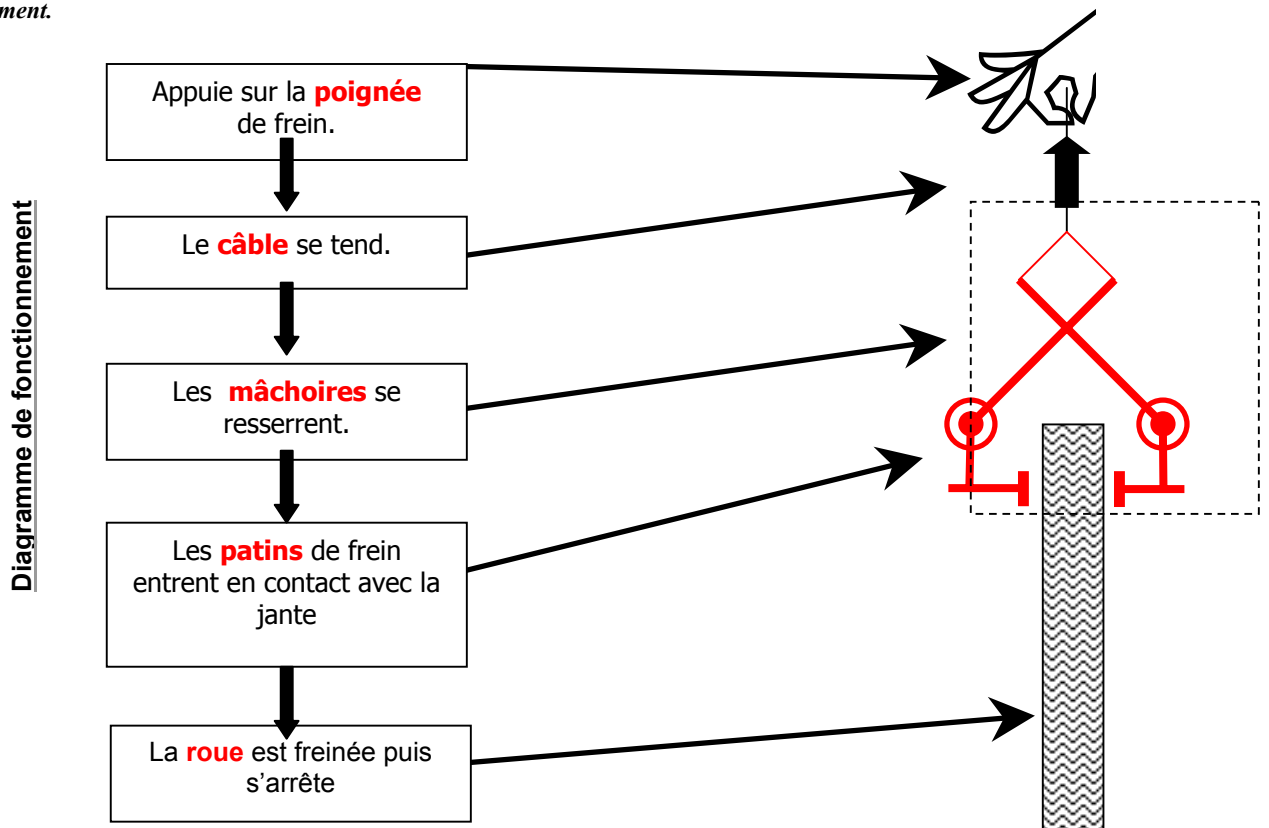 ment.
Diagramme de fonctionnement
Appuie sur la poignée
de frein.
Le câble se tend.
Les mâchoires se
resserrent.
Les patins de frein
entrent en contact avec la
jante
La roue est freinée puis
s’arrête